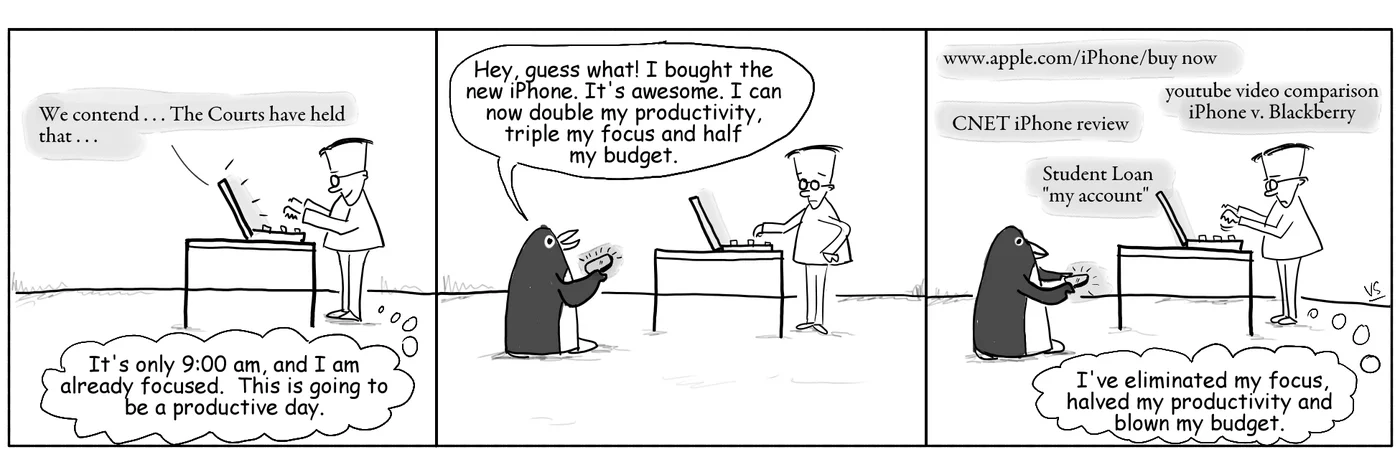 We contend . . . The Courts have held
that . . .
It's only 9:00 am, and I am
already focused. This is going to
be a productive day.
Hey, guess what! I bought the
new iPhone. It's awesome. I can
now double my productivity,
triple my focus and half
my budget.
www.apple.com/iPhone/buy now
youtube video comparison
iPhone v. Blackberry
CNET iPhone review
Student Loan
"my account"
VS
I've eliminated my focus,
halved my productivity and
blown my budget.